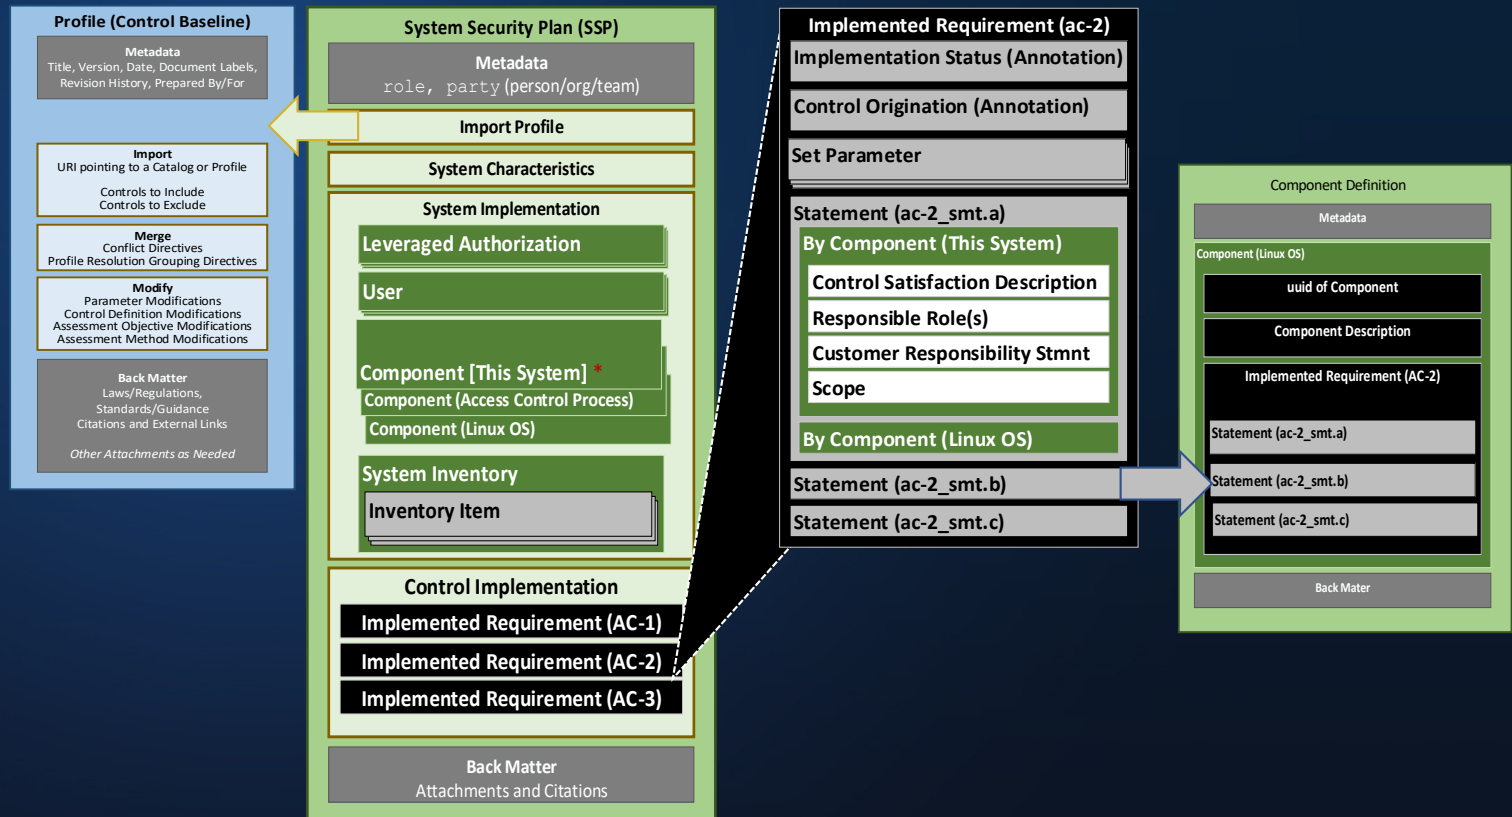 Profile (Control Baseline)
Metadata
Title, Version, Date, Document Labels,
Revision History, Prepared By/For
Import
URI pointing to a Catalog or Profile
Controls to Include
Controls to Exclude
Merge
Conflict Directives
Profile Resolution Grouping Directives
Modify
Parameter Modifications
Control Definition Modifications
Assessment Objective Modifications
Assessment Method Modifications
Back Matter
Laws/Regulations,
Standards/Guidance
Citations and External Links
Other Attachments as Needed
System Security Plan (SSP)
Metadata
role, party (person/org/team)
Import Profile
System Characteristics
System Implementation
Leveraged Authorization
User
Component [This System] *
Component (Access Control Process)
Component (Linux OS)
System Inventory
Inventory Item
Control Implementation
Implemented Requirement (AC-1)
Implemented Requirement (AC-2)
Implemented Requirement (AC-3)
Back Matter
Attachments and Citations
Implemented Requirement (ac-2)
Implementation Status (Annotation)
Control Origination (Annotation)
Set Parameter
Statement (ac-2_smt.a)
By Component (This System)
Control Satisfaction Description
Responsible Role(s)
Customer Responsibility Stmnt
Scope
By Component (Linux OS)
Statement (ac-2_smt.b)
Statement (ac-2_smt.c)
Component Definition
Metadata
Component (Linux OS)
uuid of Component
Component Description
Implemented Requirement (AC-2)
Statement (ac-2_smt.a)
Statement (ac-2_smt.b)
Statement (ac-2_smt.c)
Back Mater